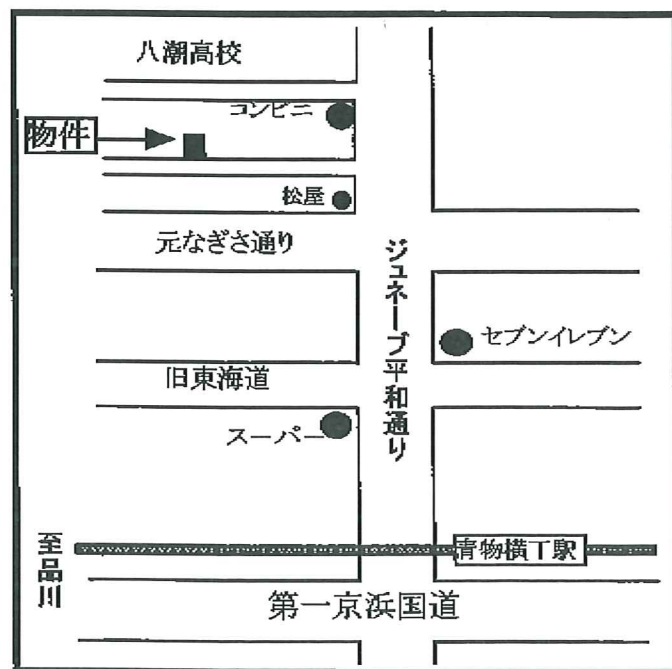 八潮高校
コンビニ
物件
松屋
元なぎさ通り
ジュネーブ平和通り
セブンイレブン
旧東海道
スーパー
至品川
青物横丁駅
第一京浜国道